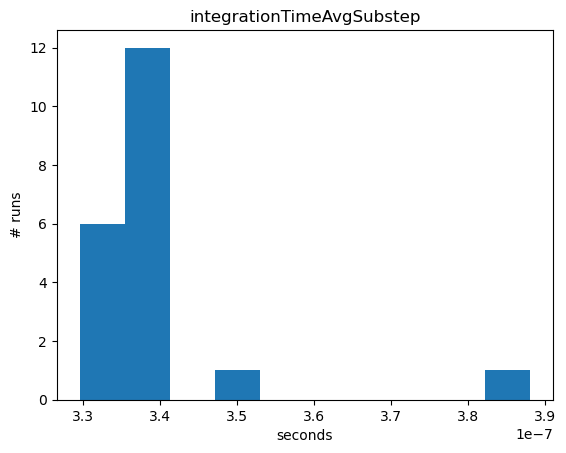 integrationTimeAvgSubstep
12
10
8
6
4
2
0
# runs
3.3 3.4 3.5 3.6 3.7 3.8 3.9
seconds
1e−7